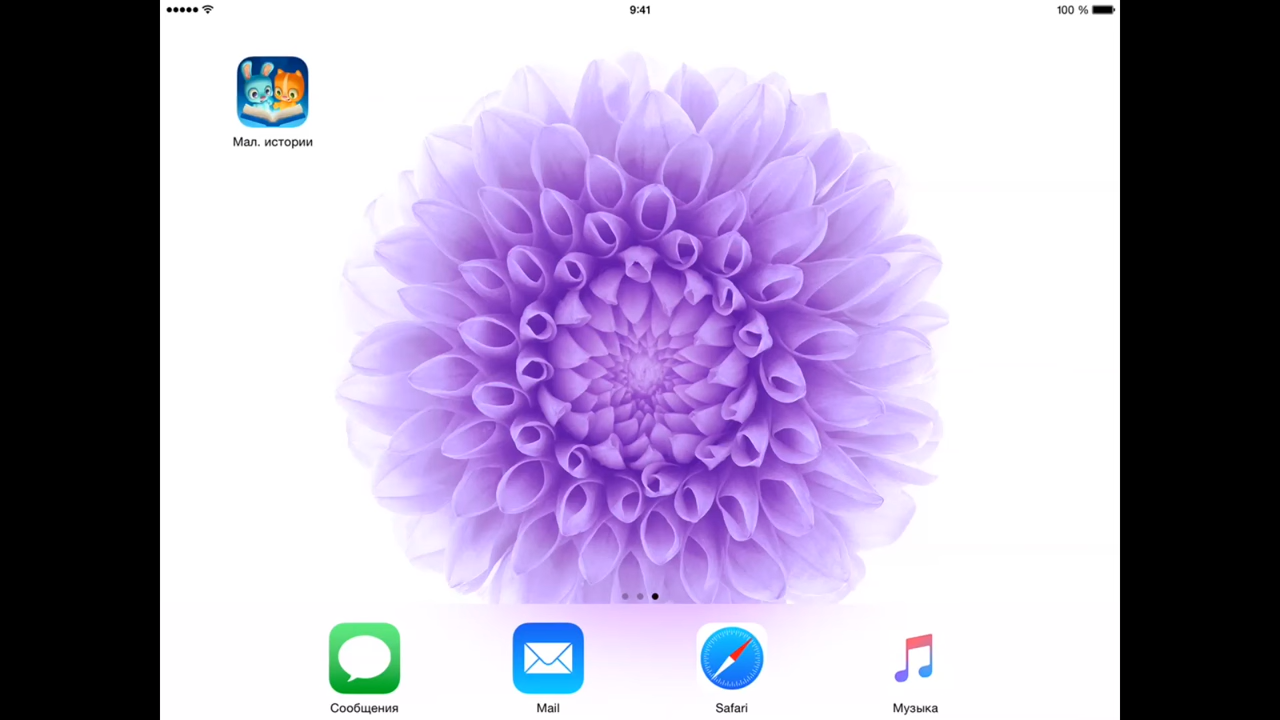 9:41
100 %
Мал. истории
Сообщения
Mail
Safari
Музыка